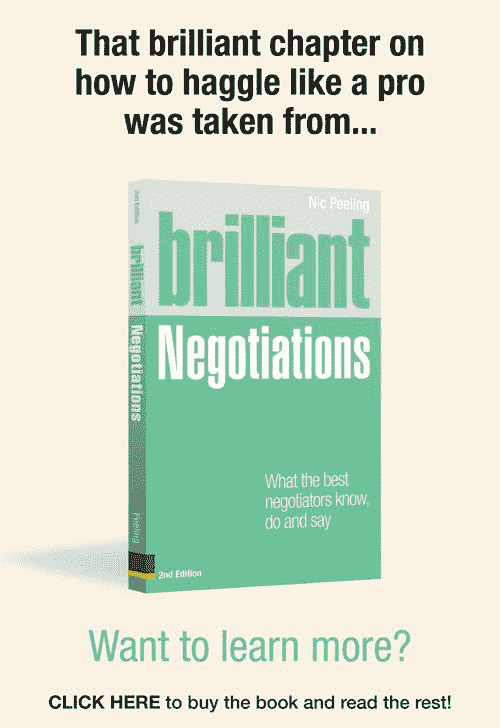 That brilliant chapter on
how to haggle like a pro
was taken from...
Nic Peeling
brilliant
Negotiations
What the best
negotiators know,
do and say
2nd Edition
2nd Edition
brilliant
Negotiations
Peeling
Want to learn more?
CLICK HERE to buy the book and read the rest!